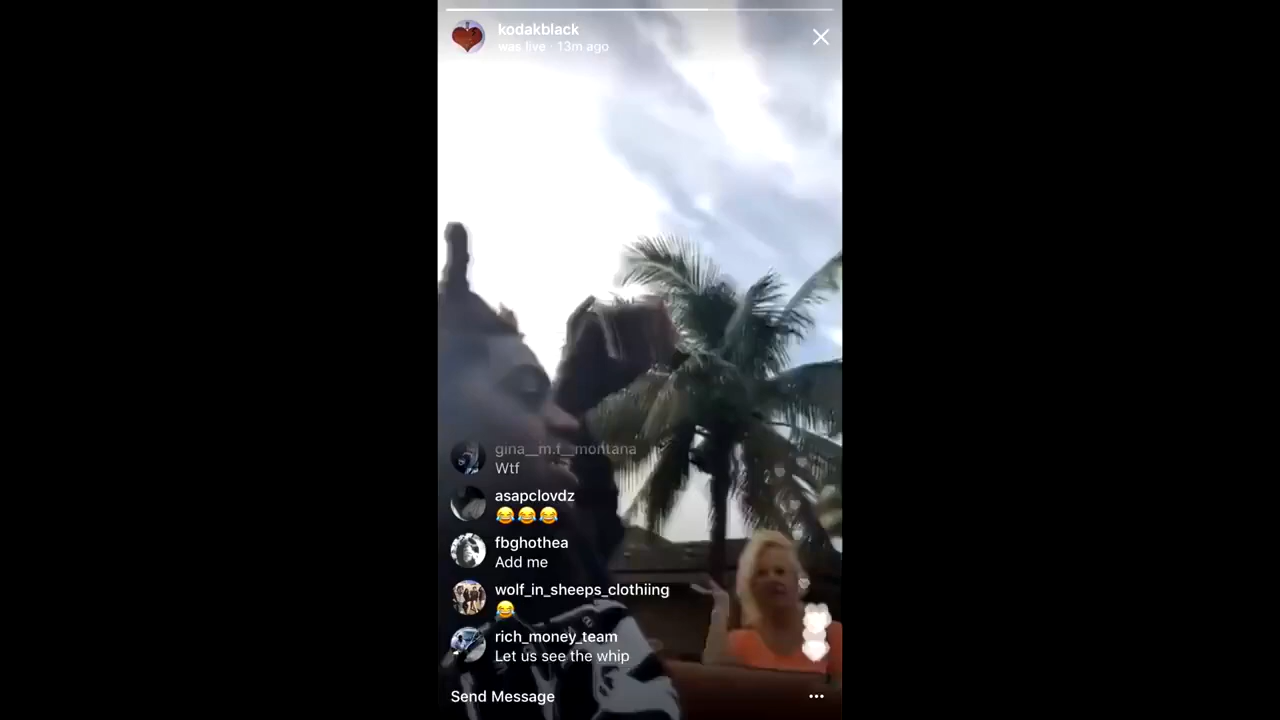 kodakblack
was live · 13m ago
gina__m.f__montana
Wtf
asapclovdz
😂😂😂
fbghothea
Add me
wolf_in_sheeps_clothiing
😂
rich_money_team
Let us see the whip
Send Message